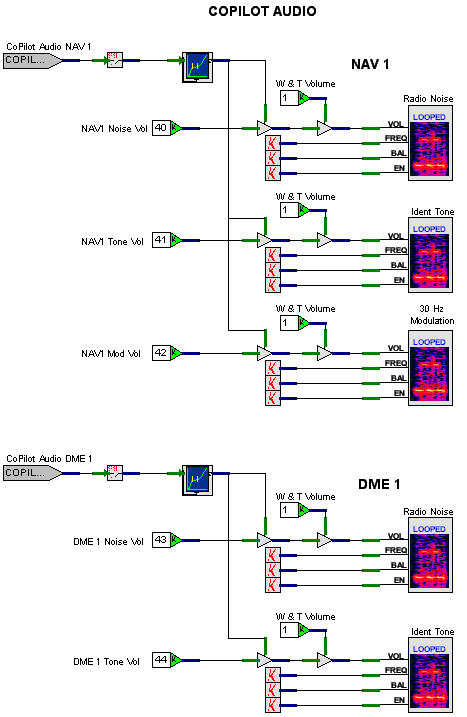 COPILOT AUDIO
CoPilot Audio NAV 1
COPIL...
NAV 1
W & T Volume
1
Radio Noise
LOOPED
NAV1 Noise Vol
40
VOL
FREQ
BAL
EN
W & T Volume
1
Ident Tone
LOOPED
NAV1 Tone Vol
41
VOL
FREQ
BAL
EN
W & T Volume
1
30 Hz
Modulation
LOOPED
NAV1 Mod Vol
42
VOL
FREQ
BAL
EN
CoPilot Audio DME 1
COPIL...
DME 1
W & T Volume
1
Radio Noise
LOOPED
DME 1 Noise Vol
43
VOL
FREQ
BAL
EN
W & T Volume
1
Ident Tone
LOOPED
DME 1 Tone Vol
44
VOL
FREQ
BAL
EN